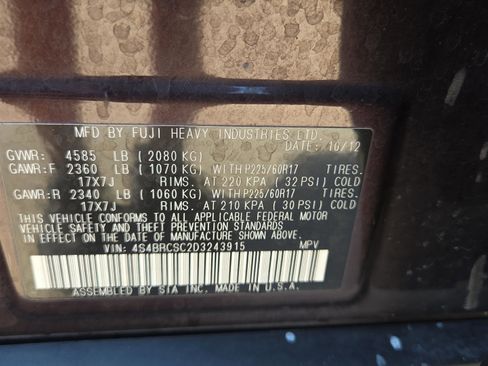 MFD BY FUJI HEAVY INDUSTRIES LTD.
DATE: 10/12
GVWR: 4585 LB (2080 KG)
GAWR:F 2360 LB (1070 KG) WITH P225/60R17 TIRES.
17X7J RIMS. AT 220 KPA (32 PSI) COLD
GAWR:R 2340 LB (1060 KG) WITH P225/60R17 TIRES.
17X7J RIMS. AT 210 KPA (30 PSI) COLD
THIS VEHICLE CONFORMS TO ALL APPLICABLE FEDERAL MOTOR
VEHICLE SAFETY BUMPER, AND THEFT PREVENTION STANDARDS
IN EFFECT ON THE DATE OF MANUFACTURE SHOWN ABOVE.
VIN: 4S4BRCSC2D3243915 MPV
ASSEMBLED BY SIA INC. MADE IN U.S.A.